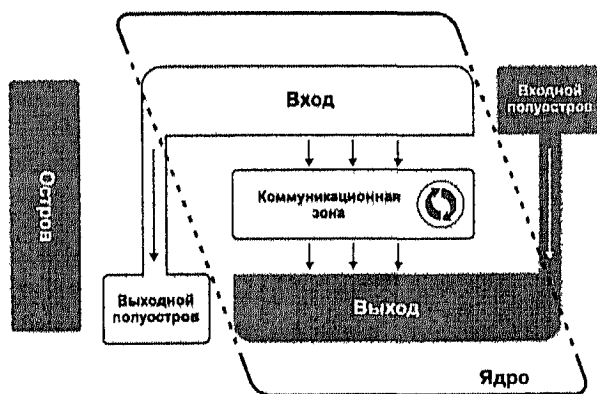 Вход
Входной
полуостров
Остров
Коммуникационная
зона
Выходной
полуостров
Выход
Ядро